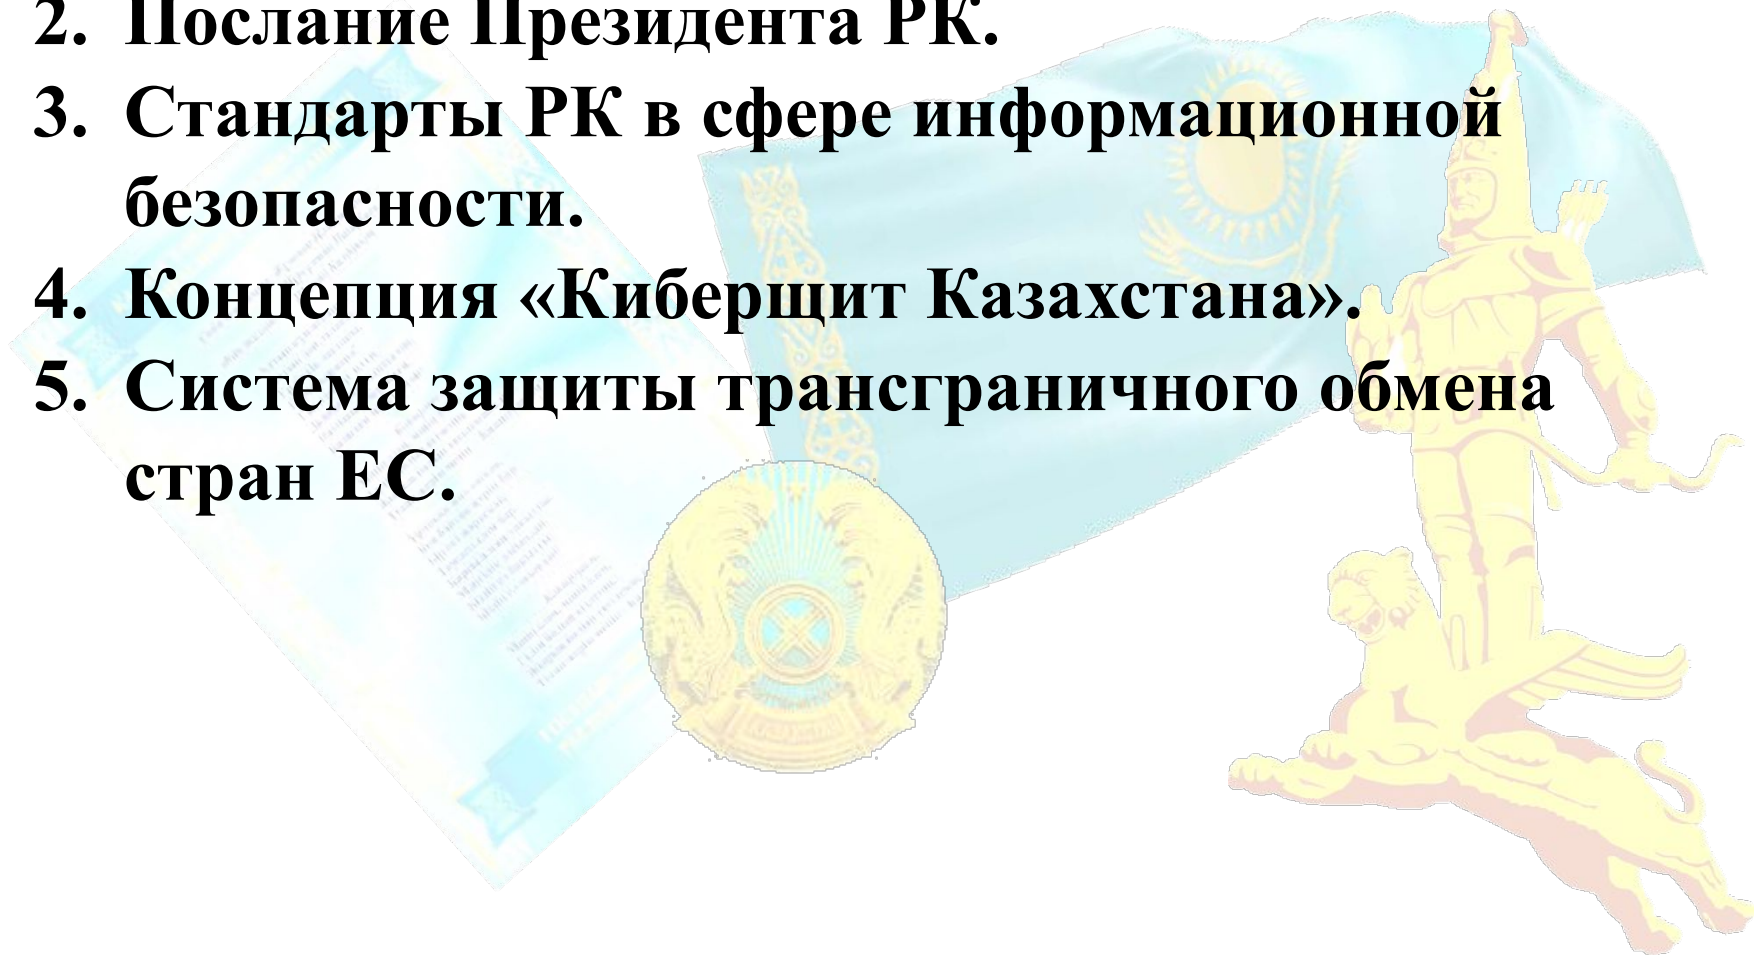 2. Послание Президента РК.
3. Стандарты РК в сфере информационной
безопасности.
4. Концепция «Киберщит Казахстана».
5. Система защиты трансграничного обмена
стран ЕС.